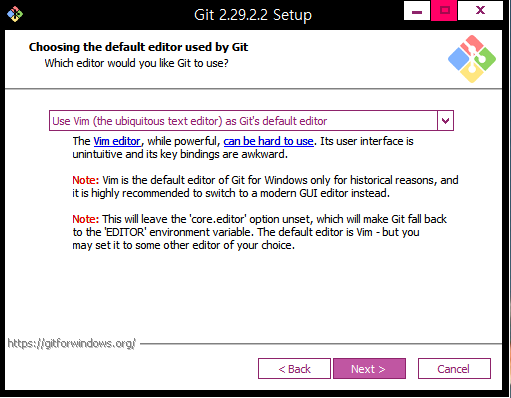 Git 2.29.2.2 Setup
Choosing the default editor used by Git
Which editor would you like Git to use?
Use Vim (the ubiquitous text editor) as Git's default editor
The Vim editor, while powerful, can be hard to use. Its user interface is
unintuitive and its key bindings are awkward.
Note: Vim is the default editor of Git for Windows only for historical reasons, and
it is highly recommended to switch to a modern GUI editor instead.
Note: This will leave the 'core.editor' option unset, which will make Git fall back
to the 'EDITOR' environment variable. The default editor is Vim - but you
may set it to some other editor of your choice.
https://gitforwindows.org/
< Back
Next >
Cancel